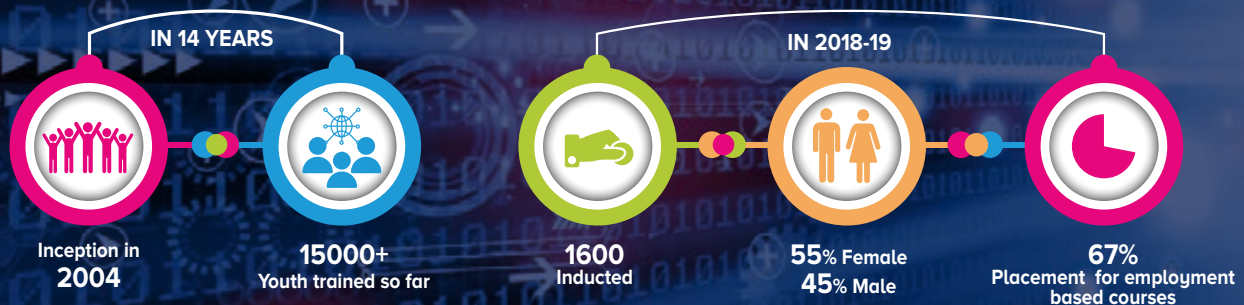 IN 14 YEARS
Inception in
2004
15000+
Youth trained so far
IN 2018-19
1600
Inducted
55% Female
45% Male
67%
Placement for employment
based courses